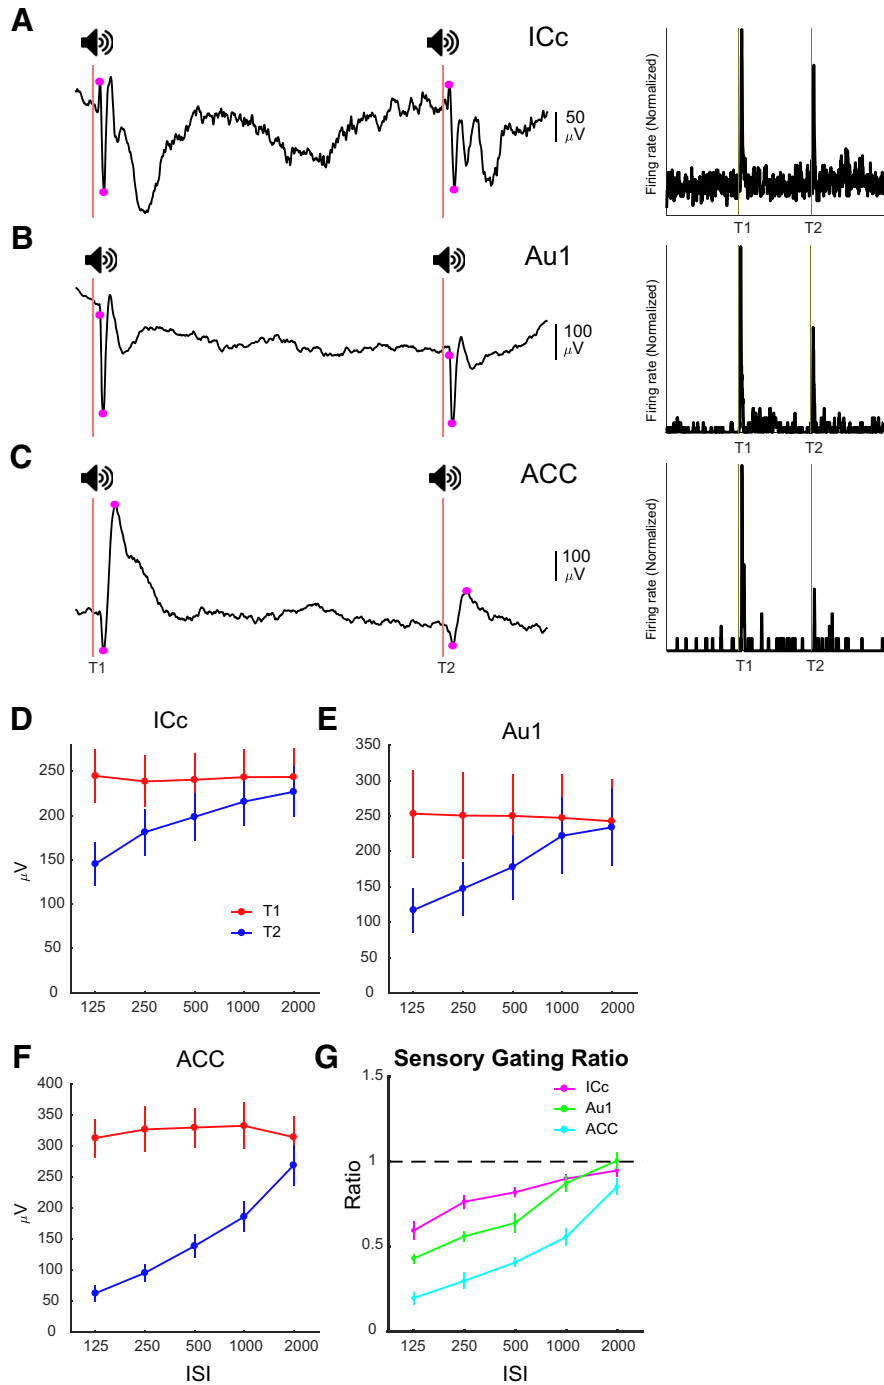 A
ICc
50
μV
Firing rate (Normalized)
T1
T2
B
Au1
100
μV
Firing rate (Normalized)
T1
T2
C
ACC
100
μV
T1
T2
Firing rate (Normalized)
T1
T2
D
ICc
250
200
150
100
50
0
μV
T1
T2
125
250
500
1000
2000
E
Au1
350
300
250
200
150
100
50
0
125
250
500
1000
2000
F
ACC
400
350
300
250
200
150
100
50
0
μV
125
250
500
1000
2000
ISI
G
Sensory Gating Ratio
1.5
1
0.5
0
Ratio
ICc
Au1
ACC
125
250
500
1000
2000
ISI